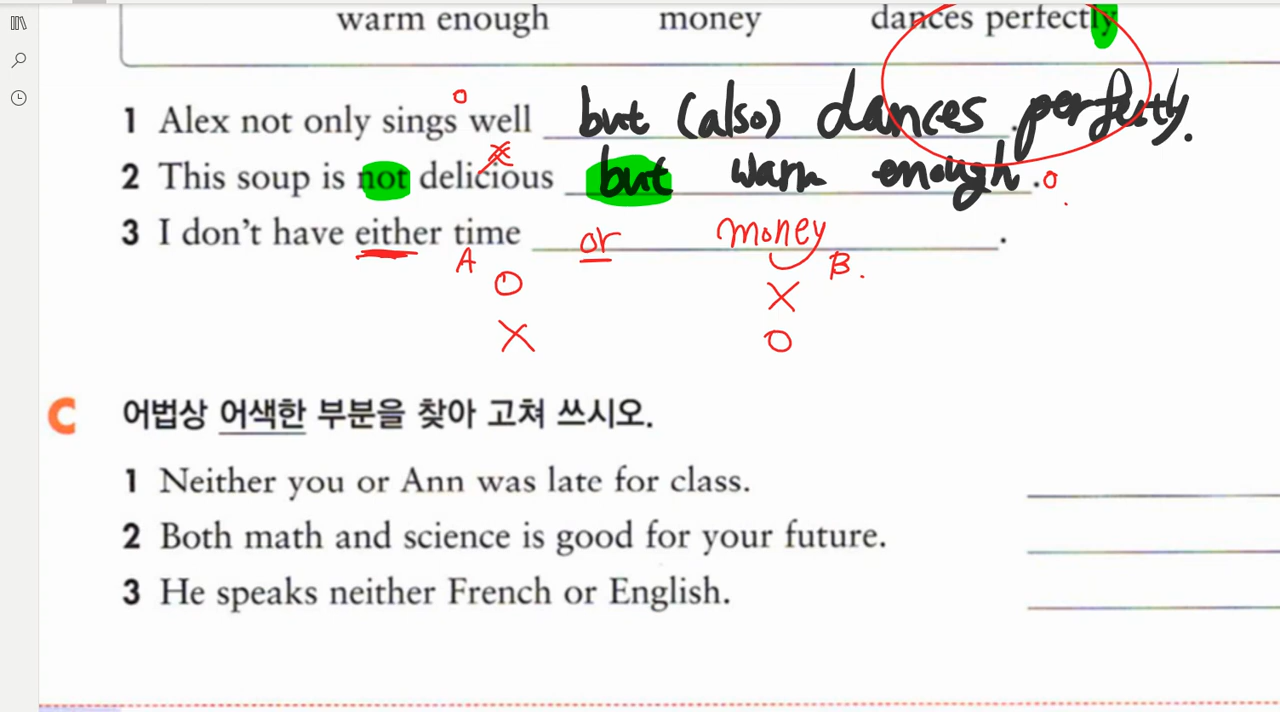 warm enough money dances perfectly
1 Alex not only sings well but (also) dances perfectly.
2 This soup is not delicious but warm enough.
3 I don't have either time or money.
A B.
O X
X O
C 어법상 어색한 부분을 찾아 고쳐 쓰시오.
1 Neither you or Ann was late for class.
2 Both math and science is good for your future.
3 He speaks neither French or English.